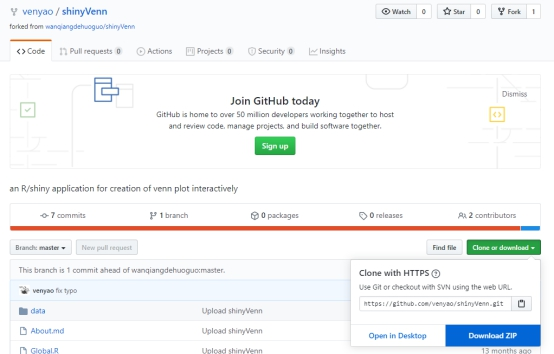 venyao / shinyVenn
Watch 0
Star 0
Fork 1
forked from wanqiangdehuoguo/shinyVenn
Code
Pull requests 0
Actions
Projects 0
Security 0
Insights
Dismiss
Join GitHub today
GitHub is home to over 50 million developers working together to host
and review code, manage projects, and build software together.
Sign up
an R/shiny application for creation of venn plot interactively
7 commits
1 branch
0 packages
0 releases
2 contributors
Branch: master
New pull request
Find file
Clone or download
This branch is 1 commit ahead of wanqiangdehuoguo:master.
venyao fix typo
data Upload shinyVenn
About.md Upload shinyVenn
Global.R Upload shinyVenn 13 months ago
Clone with HTTPS
Use Git or checkout with SVN using the web URL.
https://github.com/venyao/shinyVenn.git
Open in Desktop
Download ZIP